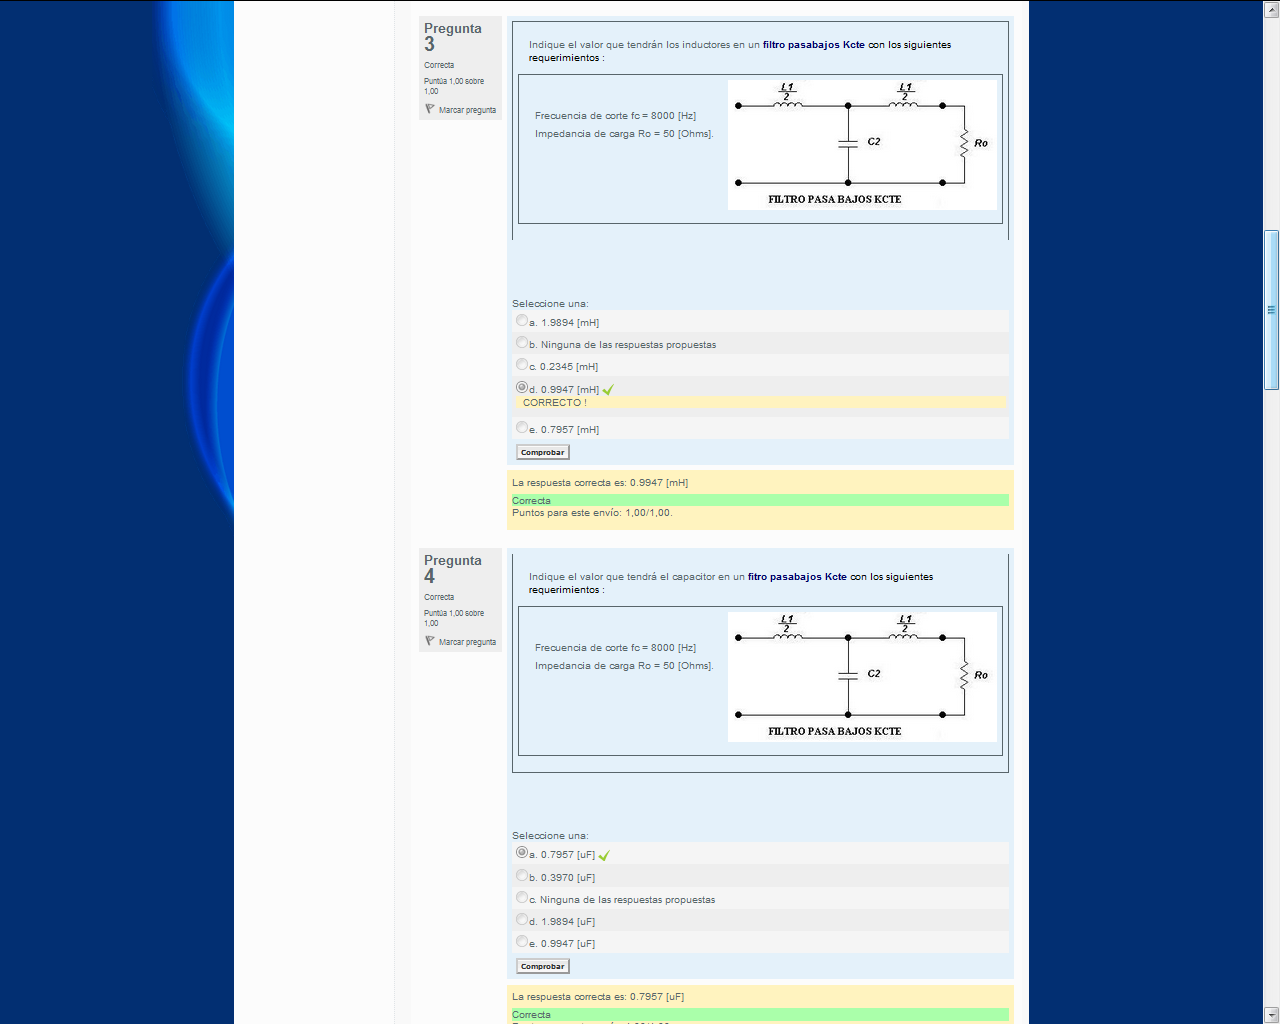 Pregunta
3
Correcta
Puntúa 1,00 sobre
1,00
Marcar pregunta
Indique el valor que tendrán los inductores en un filtro pasabajos Kcte con los siguientes
requerimientos :
Frecuencia de corte fc = 8000 [Hz]
Impedancia de carga Ro = 50 [Ohms].
L1
2
L1
2
C2
Ro
FILTRO PASA BAJOS KCTE
Seleccione una:
a. 1.9894 [mH]
b. Ninguna de las respuestas propuestas
c. 0.2345 [mH]
d. 0.9947 [mH]
CORRECTO !
e. 0.7957 [mH]
Comprobar
La respuesta correcta es: 0.9947 [mH]
Correcta
Puntos para este envío: 1,00/1,00.
Pregunta
4
Correcta
Puntúa 1,00 sobre
1,00
Marcar pregunta
Indique el valor que tendrá el capacitor en un fitro pasabajos Kcte con los siguientes
requerimientos :
Frecuencia de corte fc = 8000 [Hz]
Impedancia de carga Ro = 50 [Ohms].
L1
2
L1
2
C2
Ro
FILTRO PASA BAJOS KCTE
Seleccione una:
a. 0.7957 [uF]
b. 0.3970 [uF]
c. Ninguna de las respuestas propuestas
d. 1.9894 [uF]
e. 0.9947 [uF]
Comprobar
La respuesta correcta es: 0.7957 [uF]
Correcta